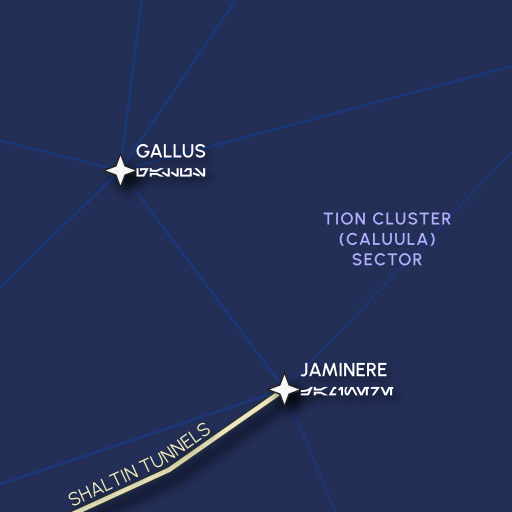 GALLUS
TION CLUSTER
(CALUULA)
SECTOR
JAMINERE
SHALTIN TUNNELS